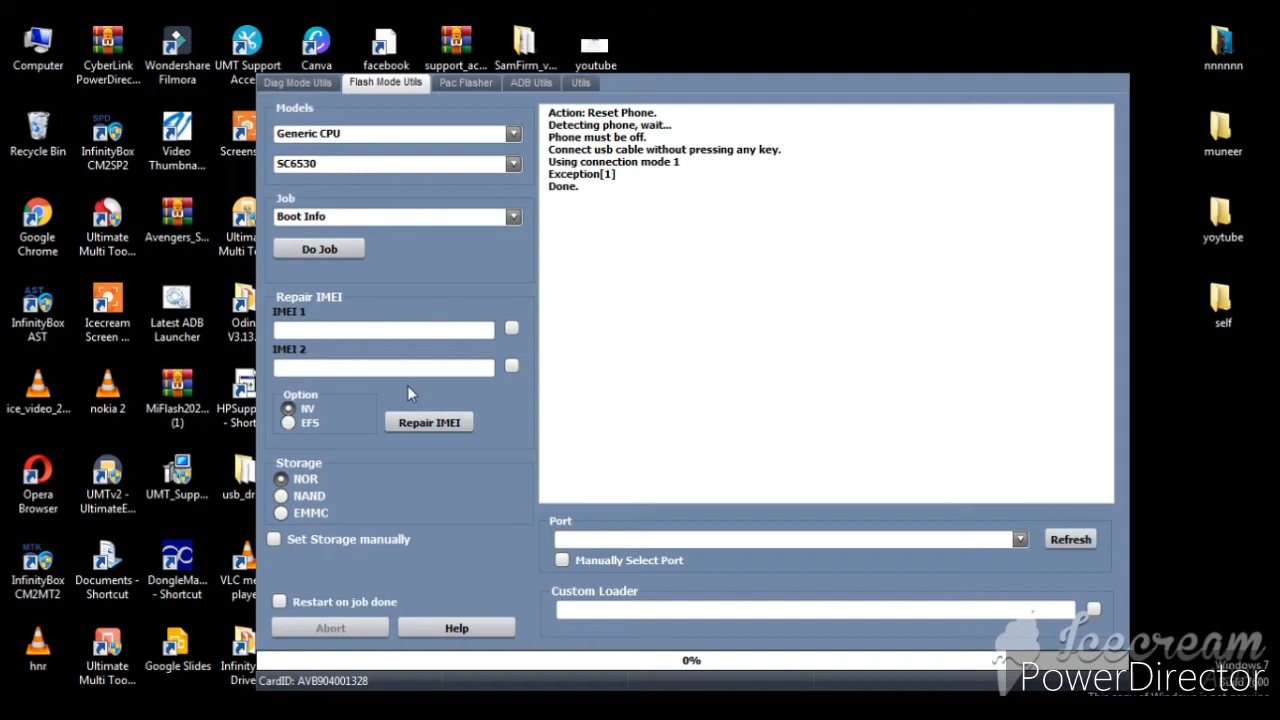 Computer
CyberLink
PowerDirec...
Wondershare
Filmora
UMT Support
Acce
Canva
facebook
support_ac...
SamFirm_v...
youtube
nnnnnn
Recycle Bin
InfinityBox
CM2SP2
Video
Thumbna...
Screens
muneer
Google
Chrome
Ultimate
Multi Too...
Avengers_S...
Ultim
Multi T
yoytube
InfinityBox
AST
Icecream
Screen ...
Latest ADB
Launcher
Odin
V3.13.
self
ice_video_2...
nokia 2
MiFlash202...
(1)
HPSupp
- Short
Opera
Browser
UMTv2 -
UltimateE...
UMT_Supp...
usb_dr
InfinityBox
CM2MT2
Documents -
Shortcut
DongleMa...
- Shortcut
VLC me
player
hnr
Ultimate
Multi Too...
Google Slides
Infinity
Drive
Diag Mode Utils
Flash Mode Utils
Pac Flasher
ADB Utils
Utils
Models
Generic CPU
SC6530
Job
Boot Info
Do Job
Repair IMEI
IMEI 1
IMEI 2
Option
NV
EFS
Repair IMEI
Storage
NOR
NAND
EMMC
Set Storage manually
Restart on job done
Abort
Help
Action: Reset Phone.
Detecting phone, wait...
Phone must be off.
Connect usb cable without pressing any key.
Using connection mode 1
Exception[1]
Done.
Port
Refresh
Manually Select Port
Custom Loader
0%
CardID: AVB904001328
Icecream
Windows 7
PowerDirector